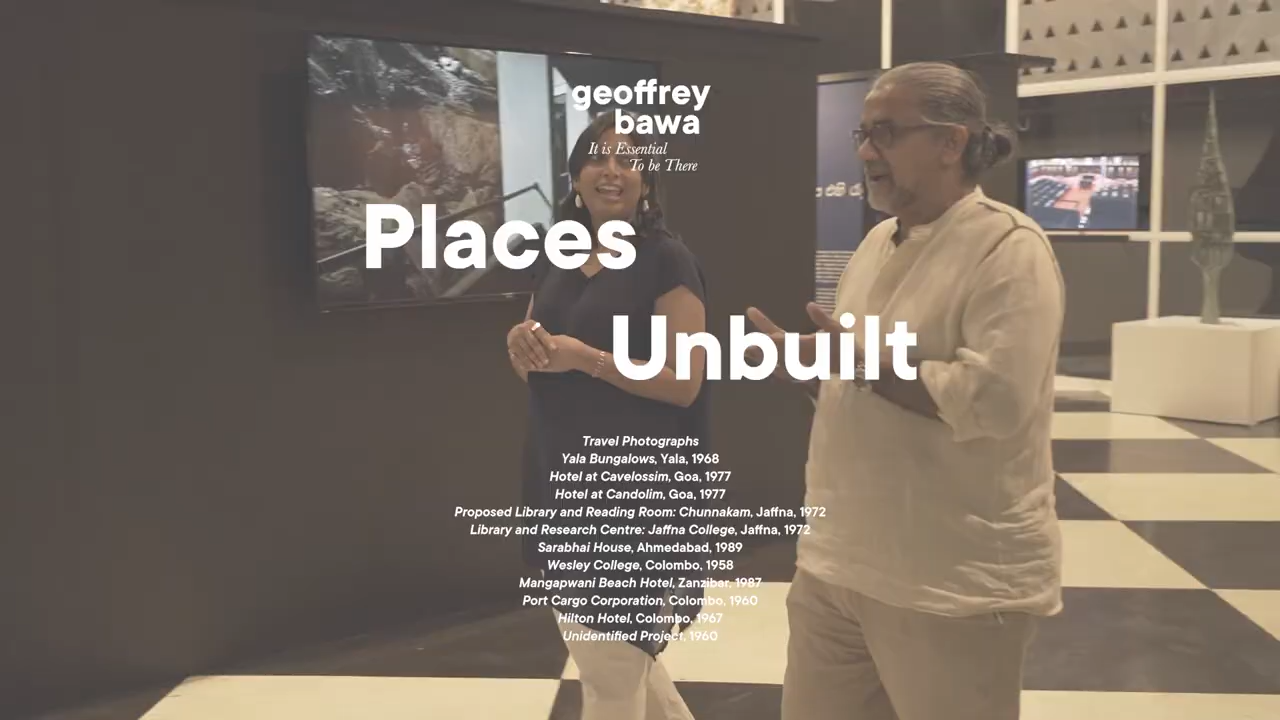 geoffrey
bawa
It is Essential
To be There
Places
Unbuilt
Travel Photographs
Yala Bungalows, Yala, 1968
Hotel at Cavelossim, Goa, 1977
Hotel at Candolim, Goa, 1977
Proposed Library and Reading Room: Chunnakam, Jaffna, 1972
Library and Research Centre: Jaffna College, Jaffna, 1972
Sarabhai House, Ahmedabad, 1989
Wesley College, Colombo, 1958
Mangapwani Beach Hotel, Zanzibar, 1987
Port Cargo Corporation, Colombo, 1960
Hilton Hotel, Colombo, 1967
Unidentified Project, 1960